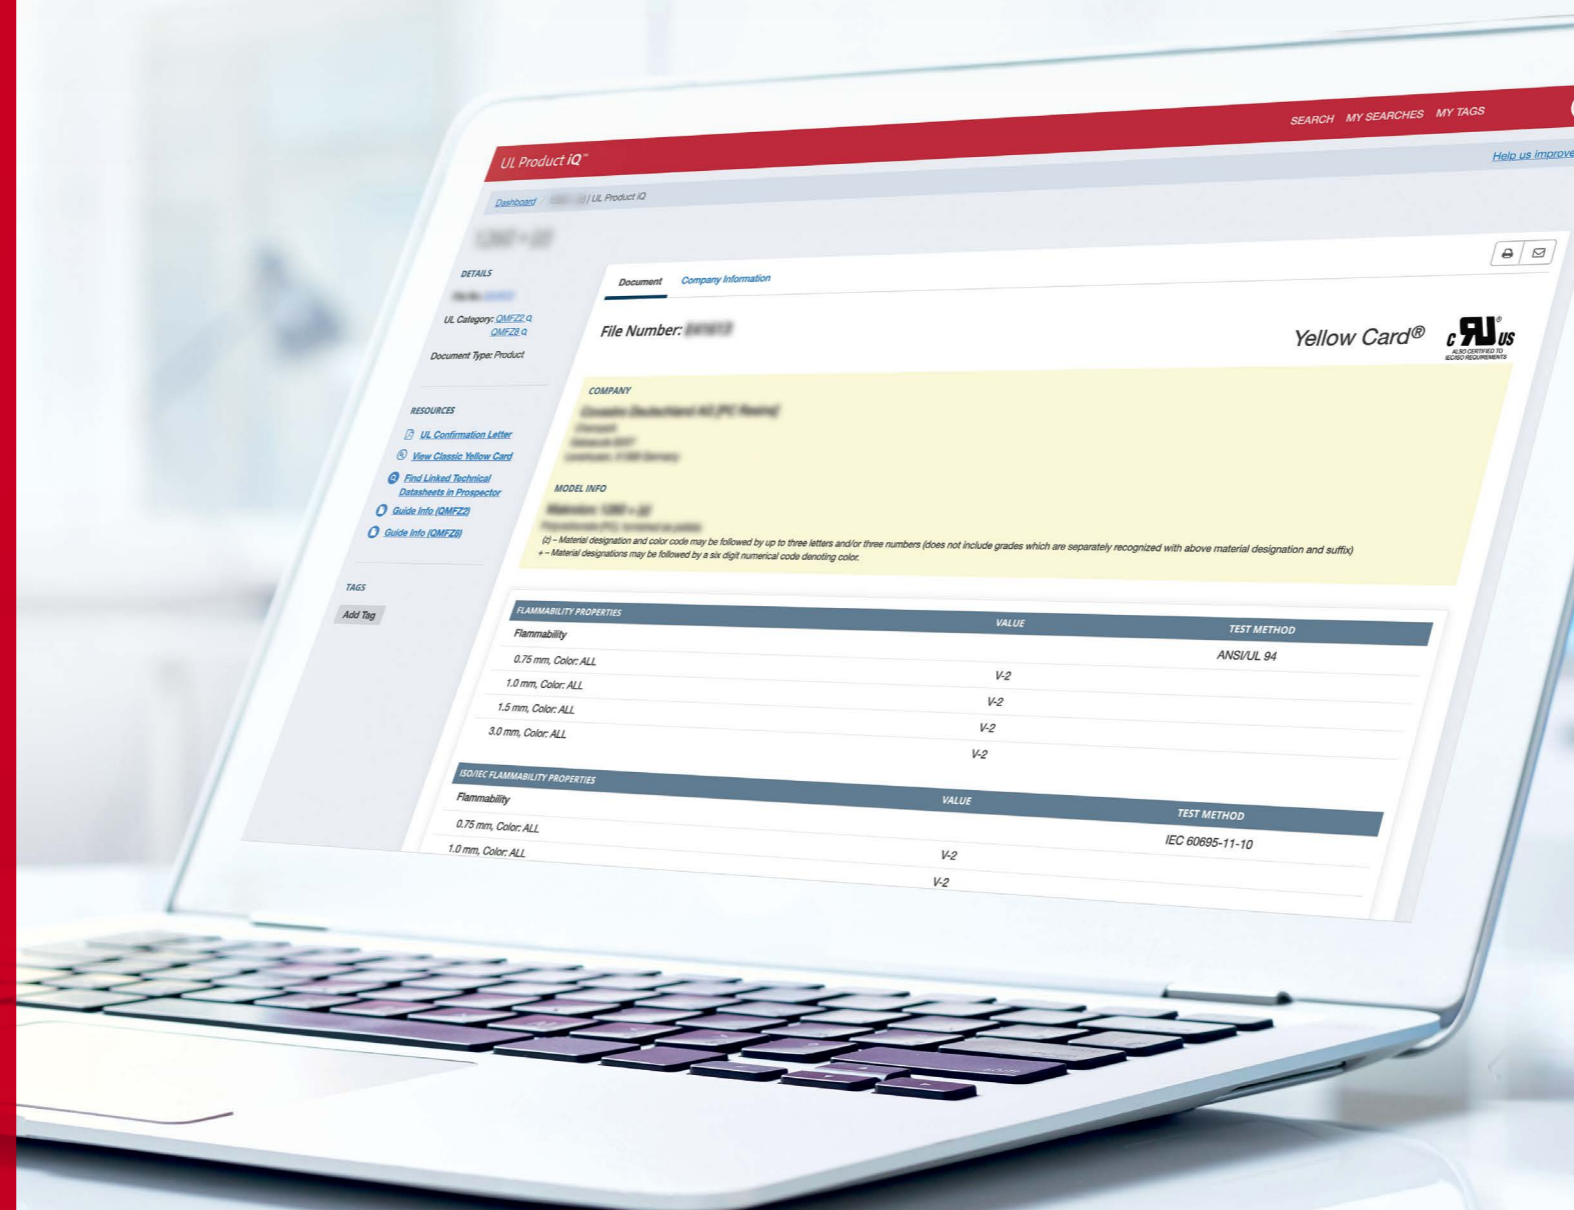 UL Product iQ™
SEARCH MY SEARCHES MY TAGS
Help us improve
Dashboard / | UL Product iQ
DETAILS
UL Category: QMFZ2
QMFZ8
Document Type: Product
RESOURCES
UL Confirmation Letter
View Classic Yellow Card
Find Linked Technical
Datasheets in Prospector
Guide Info (QMFZ2)
Guide Info (QMFZ8)
TAGS
Add Tag
Document Company Information
File Number:
Yellow Card®
c RU ® US
ALSO CERTIFIED TO
IEC/ISO REQUIREMENTS
COMPANY
MODEL INFO
(z) – Material designation and color code may be followed by up to three letters and/or three numbers (does not include grades which are separately recognized with above material designation and suffix)
+ – Material designations may be followed by a six digit numerical code denoting color.
FLAMMABILITY PROPERTIES VALUE TEST METHOD
Flammability ANSI/UL 94
0.75 mm, Color: ALL V-2
1.0 mm, Color: ALL V-2
1.5 mm, Color: ALL V-2
3.0 mm, Color: ALL V-2
ISO/IEC FLAMMABILITY PROPERTIES VALUE TEST METHOD
Flammability IEC 60695-11-10
0.75 mm, Color: ALL V-2
1.0 mm, Color: ALL V-2